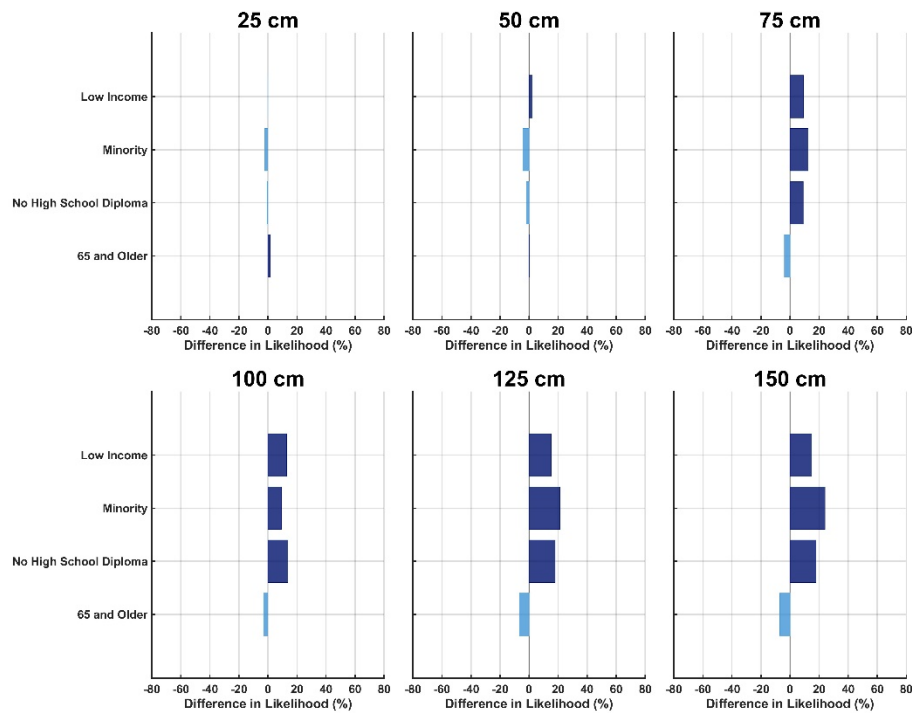 25 cm
50 cm
75 cm
Low Income
Minority
No High School Diploma
65 and Older
-80 -60 -40 -20 0 20 40 60 80
-80 -60 -40 -20 0 20 40 60 80
-80 -60 -40 -20 0 20 40 60 80
Difference in Likelihood (%)
Difference in Likelihood (%)
Difference in Likelihood (%)
100 cm
125 cm
150 cm
Low Income
Minority
No High School Diploma
65 and Older
-80 -60 -40 -20 0 20 40 60 80
-80 -60 -40 -20 0 20 40 60 80
-80 -60 -40 -20 0 20 40 60 80
Difference in Likelihood (%)
Difference in Likelihood (%)
Difference in Likelihood (%)